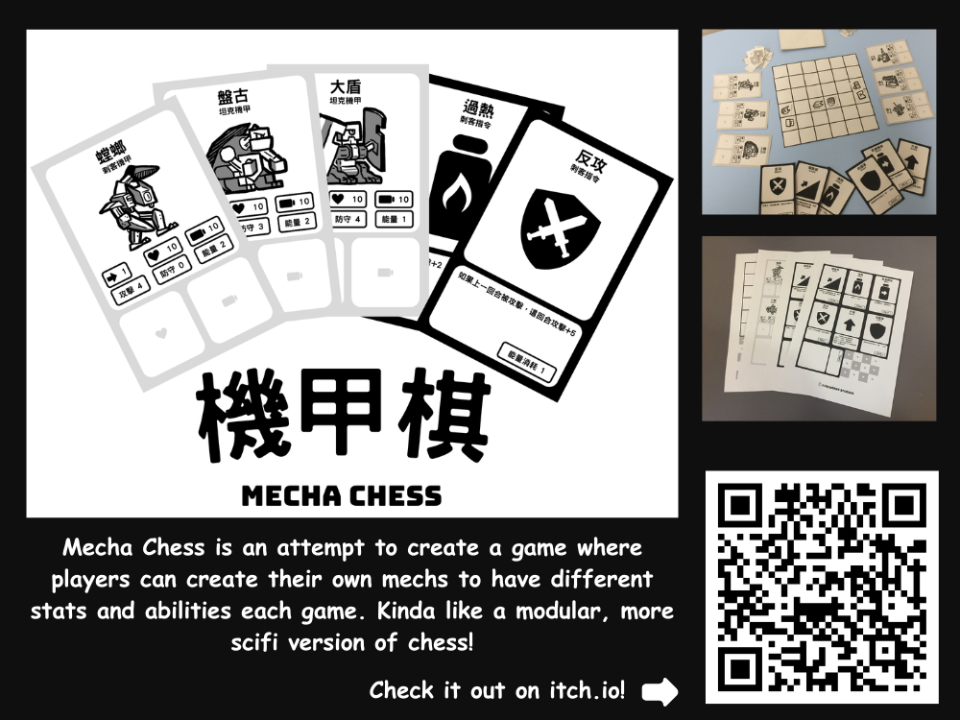 螳螂
刺客機甲
1
10
10
攻擊 4
防守 0
能量 2
盤古
坦克機甲
10
10
防守 3
能量 2
大盾
坦克機甲
10
10
防守 4
能量 1
過熱
刺客指令
+2
反攻
刺客指令
如果上一回合被攻擊,這回合攻擊+5
能量消耗 1
機甲棋
MECHA CHESS
Mecha Chess is an attempt to create a game where
players can create their own mechs to have different
stats and abilities each game. Kinda like a modular, more
scifi version of chess!
Check it out on itch.io!